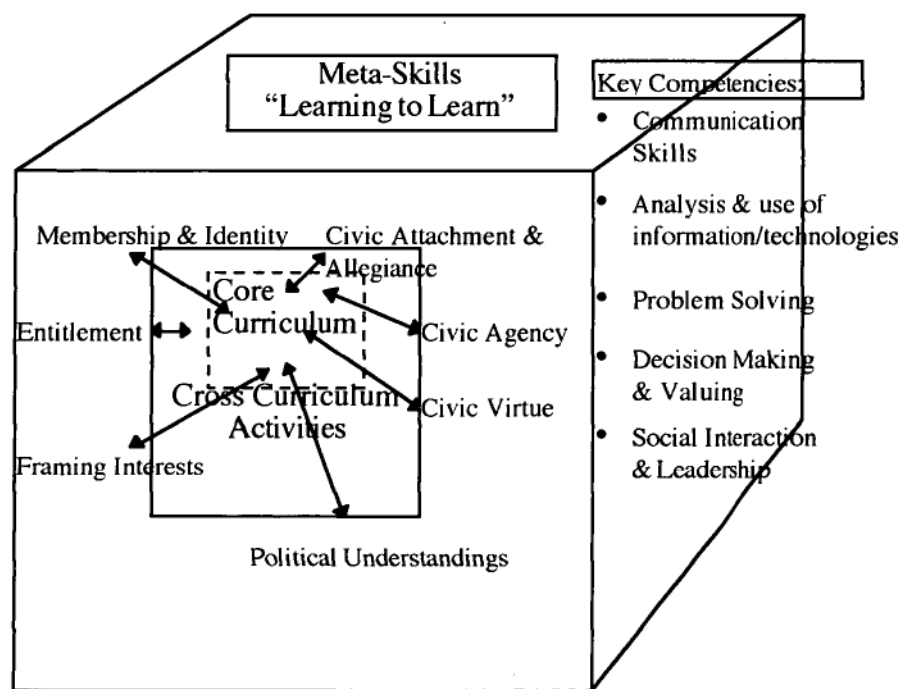 Meta-Skills
“Learning to Learn”
Key Competencies:
• Communication
Skills
• Analysis & use of
information/technologies
• Problem Solving
• Decision Making
& Valuing
• Social Interaction
& Leadership
Membership & Identity
Civic Attachment &
Allegiance
Core
Curriculum
Entitlement
Civic Agency
Cross Curriculum
Activities
Civic Virtue
Framing Interests
Political Understandings